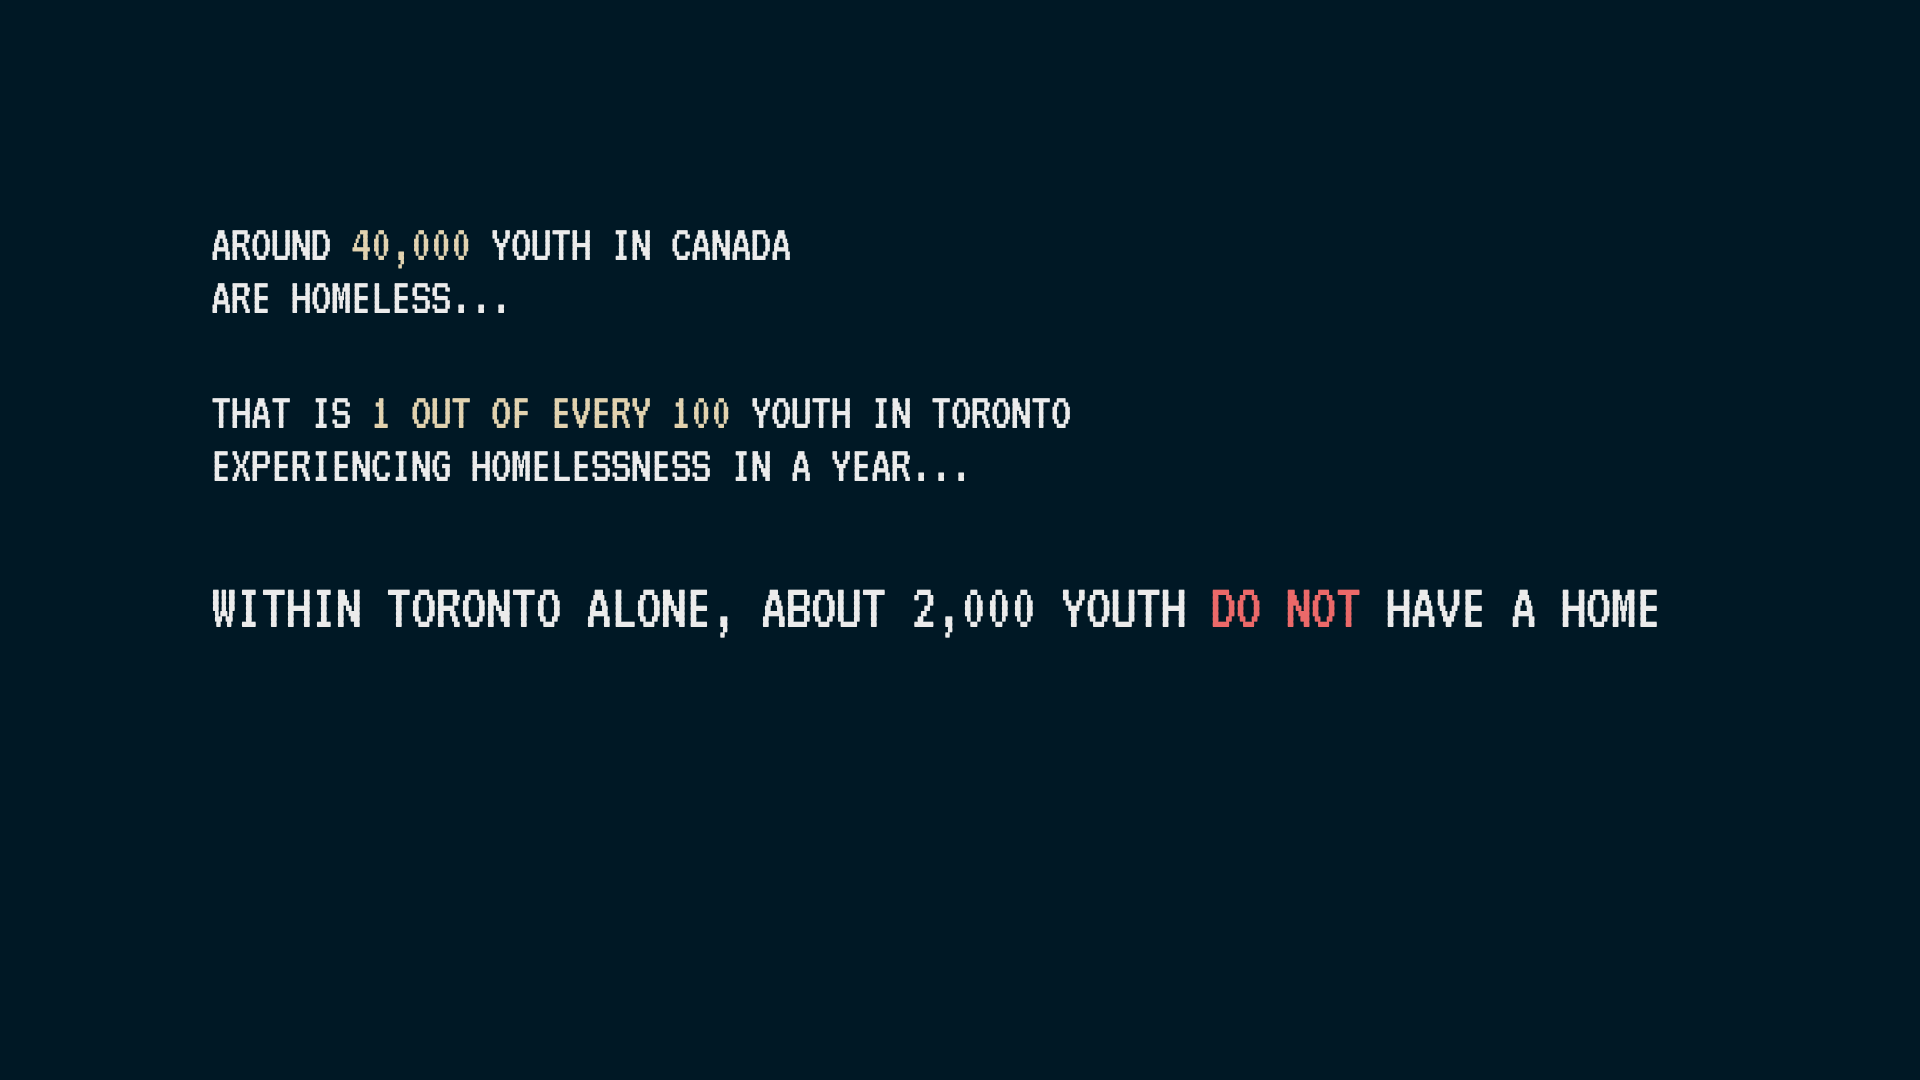 AROUND 40,000 YOUTH IN CANADA
ARE HOMELESS...
THAT IS 1 OUT OF EVERY 100 YOUTH IN TORONTO
EXPERIENCING HOMELESSNESS IN A YEAR...
WITHIN TORONTO ALONE, ABOUT 2,000 YOUTH DO NOT HAVE A HOME